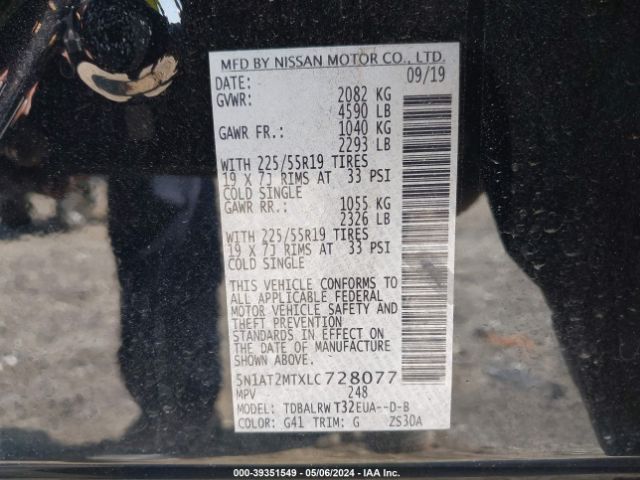 MFD BY NISSAN MOTOR CO., LTD.
DATE: 09/19
GVWR: 2082 KG
4590 LB
GAWR FR.: 1040 KG
2293 LB
WITH 225/55R19 TIRES
19 X 7J RIMS AT 33 PSI
COLD SINGLE
GAWR RR.: 1055 KG
2326 LB
WITH 225/55R19 TIRES
19 X 7J RIMS AT 33 PSI
COLD SINGLE
THIS VEHICLE CONFORMS TO
ALL APPLICABLE FEDERAL
MOTOR VEHICLE SAFETY AND
THEFT PREVENTION
STANDARDS IN EFFECT ON
THE DATE OF MANUFACTURE
SHOWN ABOVE.
5N1AT2MTXLC728077
MPV 248
MODEL: TDBALRWT32EUA--D-B
COLOR: G41 TRIM: G ZS30A
000-39351549 - 05/06/2024 - IAA Inc.